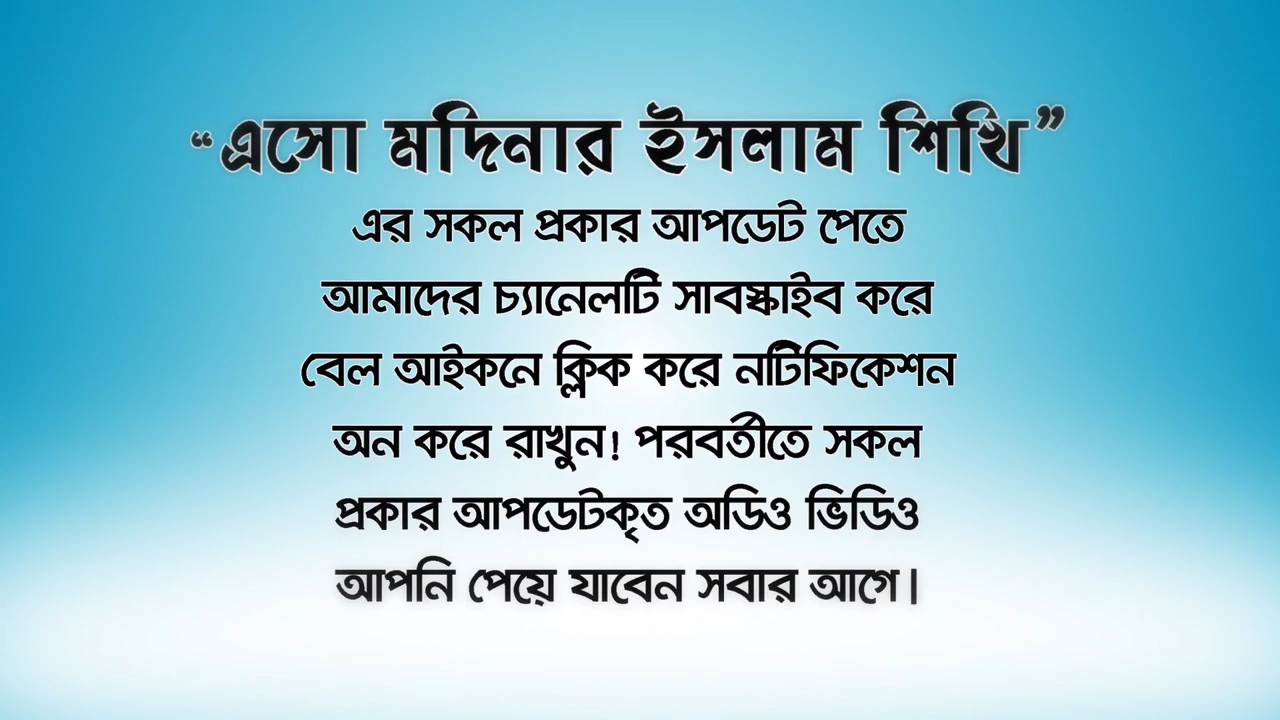 “এসো মদিনার ইসলাম শিখি”
এর সকল প্রকার আপডেট পেতে
আমাদের চ্যানেলটি সাবস্ক্রাইব করে
বেল আইকনে ক্লিক করে নটিফিকেশন
অন করে রাখুন! পরবর্তীতে সকল
প্রকার আপডেটকৃত অডিও ভিডিও
আপনি পেয়ে যাবেন সবার আগে।